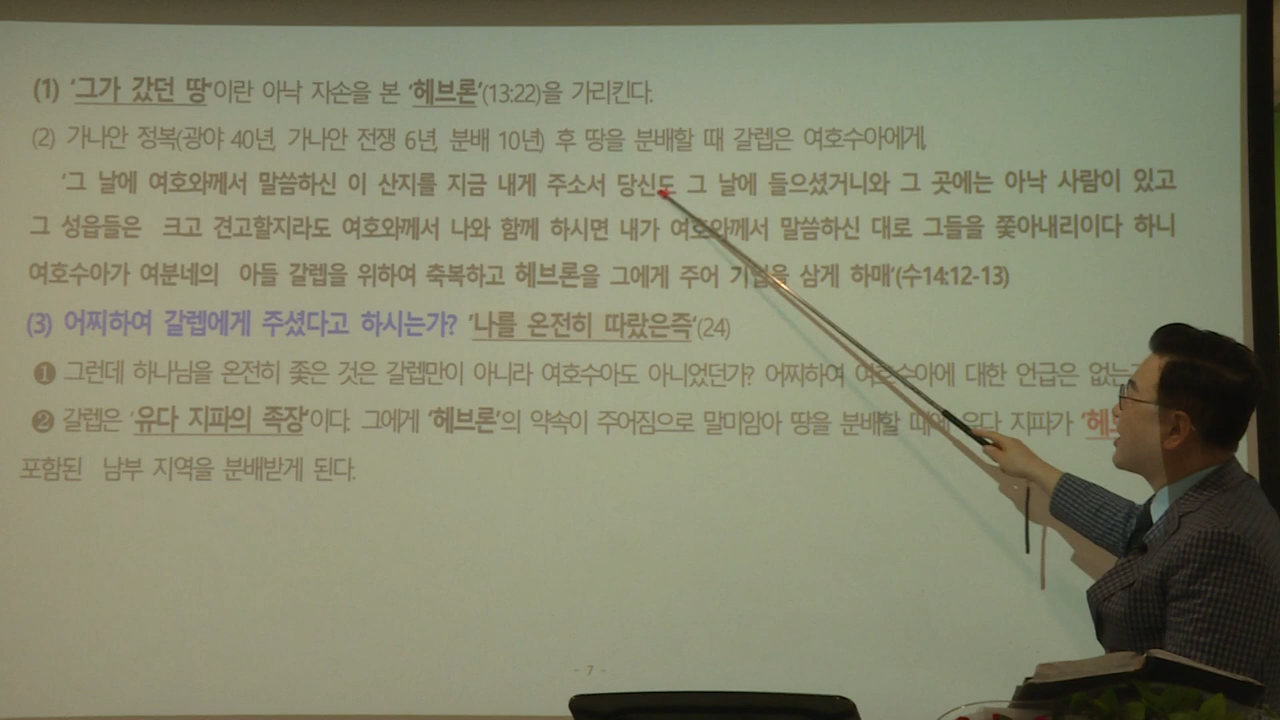 (1) '그가 갔던 땅'이란 아낙 자손을 본 '헤브론'(13:22)을 가리킨다.
(2) 가나안 정복(광야 40년, 가나안 전쟁 6년, 분배 10년) 후 땅을 분배할 때 갈렙은 여호수아에게,
'그 날에 여호와께서 말씀하신 이 산지를 지금 내게 주소서 당신도 그 날에 들으셨거니와 그 곳에는 아낙 사람이 있고
그 성읍들은 크고 견고할지라도 여호와께서 나와 함께 하시면 내가 여호와께서 말씀하신 대로 그들을 쫓아내리이다 하니
여호수아가 여분네의 아들 갈렙을 위하여 축복하고 헤브론을 그에게 주어 기업을 삼게 하매'(수14:12-13)
(3) 어찌하여 갈렙에게 주셨다고 하시는가? '나를 온전히 따랐은즉'(24)
❶ 그런데 하나님을 온전히 좇은 것은 갈렙만이 아니라 여호수아도 아니었던가? 어찌하여 여호수아에 대한 언급은
❷ 갈렙은 '유다 지파의 족장'이다. 그에게 '헤브론'의 약속이 주어짐으로 말미암아 땅을 분배할 때에 유다 지파가
포함된 남부 지역을 분배받게 된다.
- 7 -